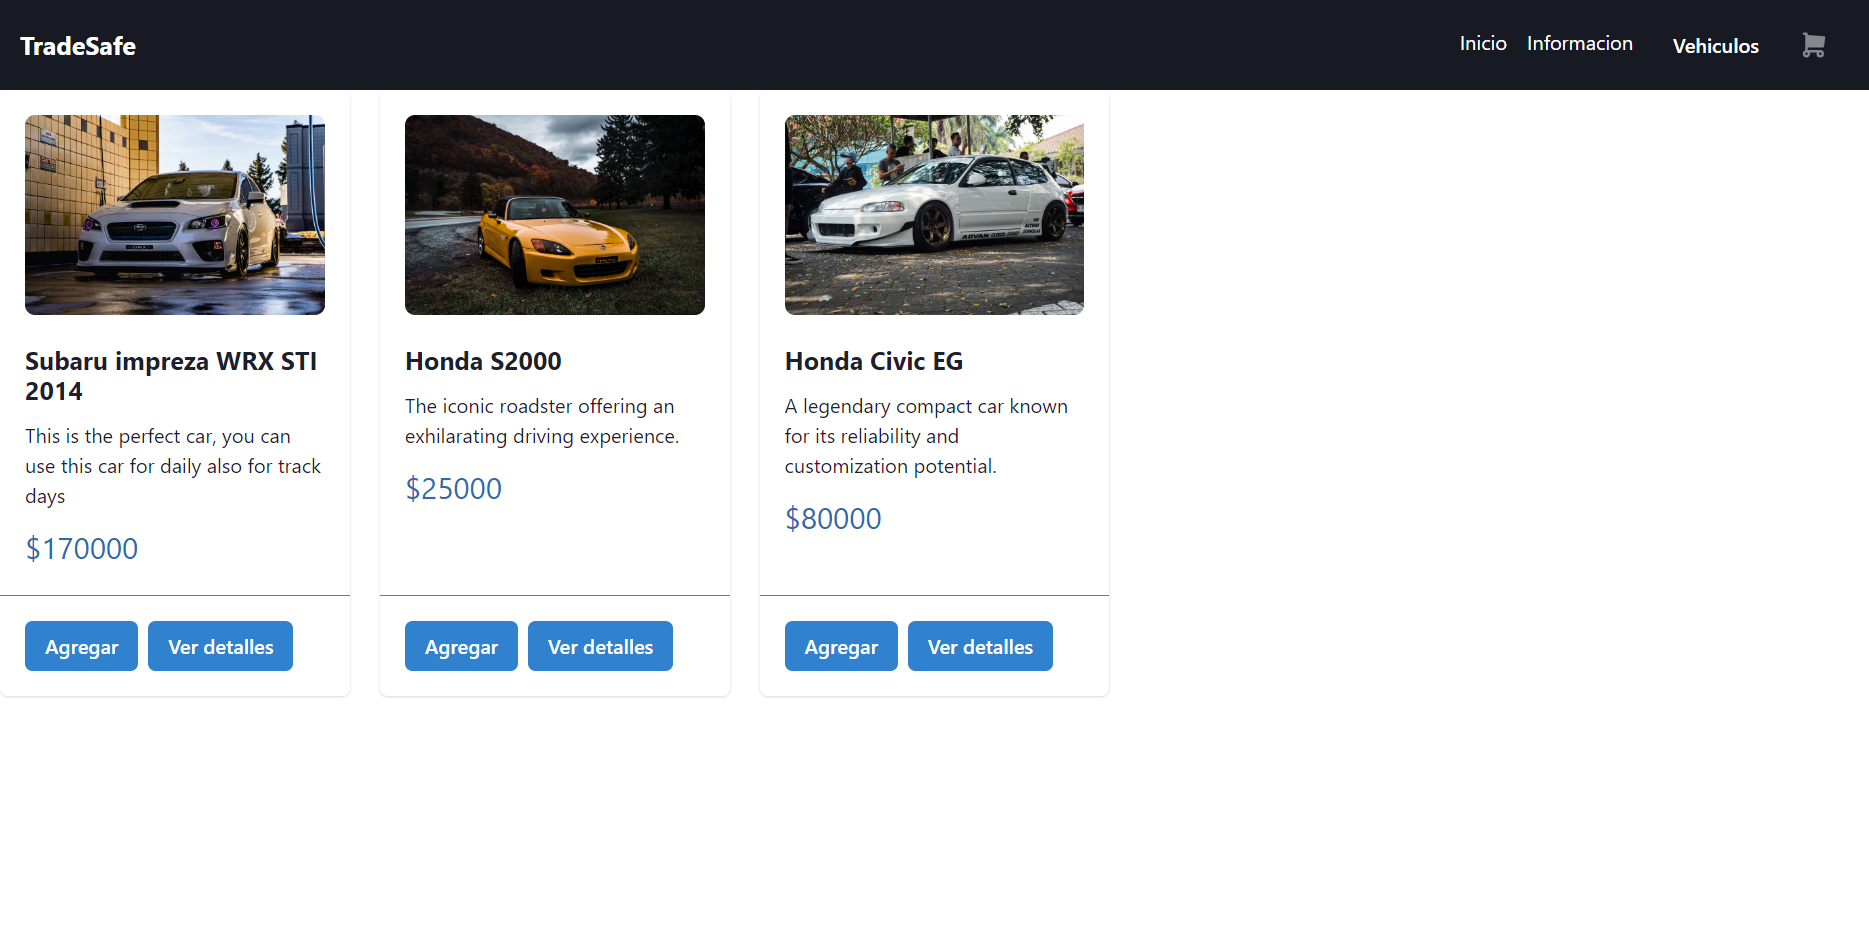 TradeSafe
Inicio Informacion Vehiculos
Subaru impreza WRX STI
2014
This is the perfect car, you can
use this car for daily also for track
days
$170000
Agregar Ver detalles
Honda S2000
The iconic roadster offering an
exhilarating driving experience.
$25000
Agregar Ver detalles
ADVAN
Honda Civic EG
A legendary compact car known
for its reliability and
customization potential.
$80000
Agregar Ver detalles